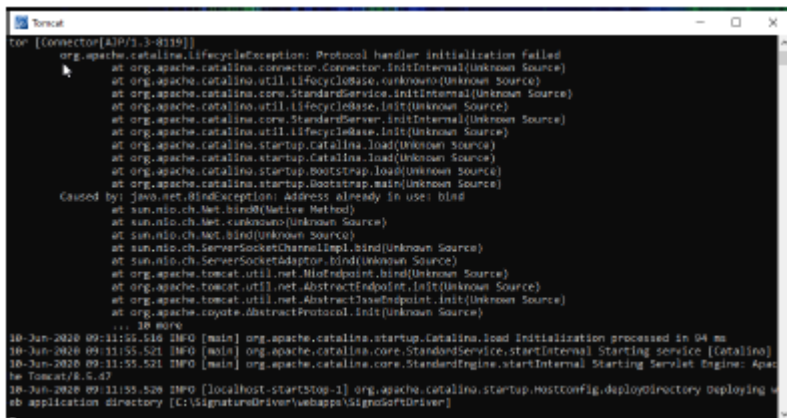 Tomcat
tor [Connector[AJP/1.3-8119]]
org.apache.catalina.LifecycleException: Protocol handler initialization failed
at org.apache.catalina.connector.Connector.initInternal(Unknown Source)
at org.apache.catalina.util.LifecycleBase.<unknown>(Unknown Source)
at org.apache.catalina.core.StandardService.initInternal(Unknown Source)
at org.apache.catalina.util.LifecycleBase.init(Unknown Source)
at org.apache.catalina.core.StandardServer.initInternal(Unknown Source)
at org.apache.catalina.util.LifecycleBase.init(Unknown Source)
at org.apache.catalina.startup.Catalina.load(Unknown Source)
at org.apache.catalina.startup.Catalina.load(Unknown Source)
at org.apache.catalina.startup.Bootstrap.load(Unknown Source)
at org.apache.catalina.startup.Bootstrap.main(Unknown Source)
Caused by: java.net.BindException: Address already in use: bind
at sun.nio.ch.Net.bind0(Native Method)
at sun.nio.ch.Net.<unknown>(Unknown Source)
at sun.nio.ch.Net.bind(Unknown Source)
at sun.nio.ch.ServerSocketChannelImpl.bind(Unknown Source)
at sun.nio.ch.ServerSocketAdaptor.bind(Unknown Source)
at org.apache.tomcat.util.net.NioEndpoint.bind(Unknown Source)
at org.apache.tomcat.util.net.AbstractEndpoint.init(Unknown Source)
at org.apache.tomcat.util.net.AbstractJsseEndpoint.init(Unknown Source)
at org.apache.coyote.AbstractProtocol.init(Unknown Source)
... 10 more
10-Jun-2020 09:11:55.516 INFO [main] org.apache.catalina.startup.Catalina.load Initialization processed in 94 ms
10-Jun-2020 09:11:55.521 INFO [main] org.apache.catalina.core.StandardService.startInternal Starting service [Catalina]
10-Jun-2020 09:11:55.521 INFO [main] org.apache.catalina.core.StandardEngine.startInternal Starting Servlet Engine: Apac
he Tomcat/8.5.47
10-Jun-2020 09:11:55.526 INFO [localhost-startStop-1] org.apache.catalina.startup.HostConfig.deployDirectory Deploying w
eb application directory [C:\SignatureDriver\webapps\SignoSoftDriver]